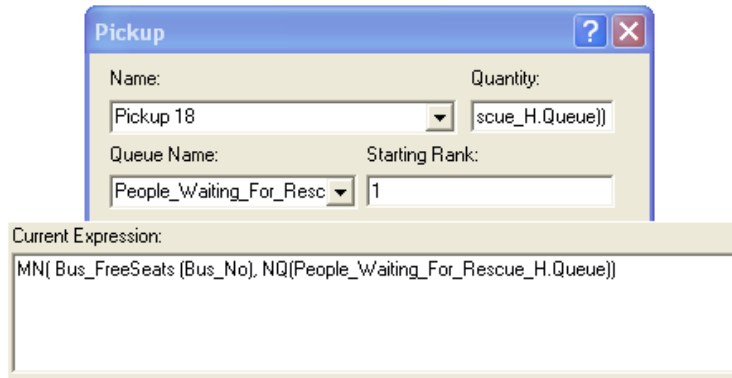 Pickup
Name: Quantity:
Pickup 18 scue_H.Queue))
Queue Name: Starting Rank:
People_Waiting_For_Resc 1
Current Expression:
MN( Bus_FreeSeats (Bus_No), NQ(People_Waiting_For_Rescue_H.Queue))